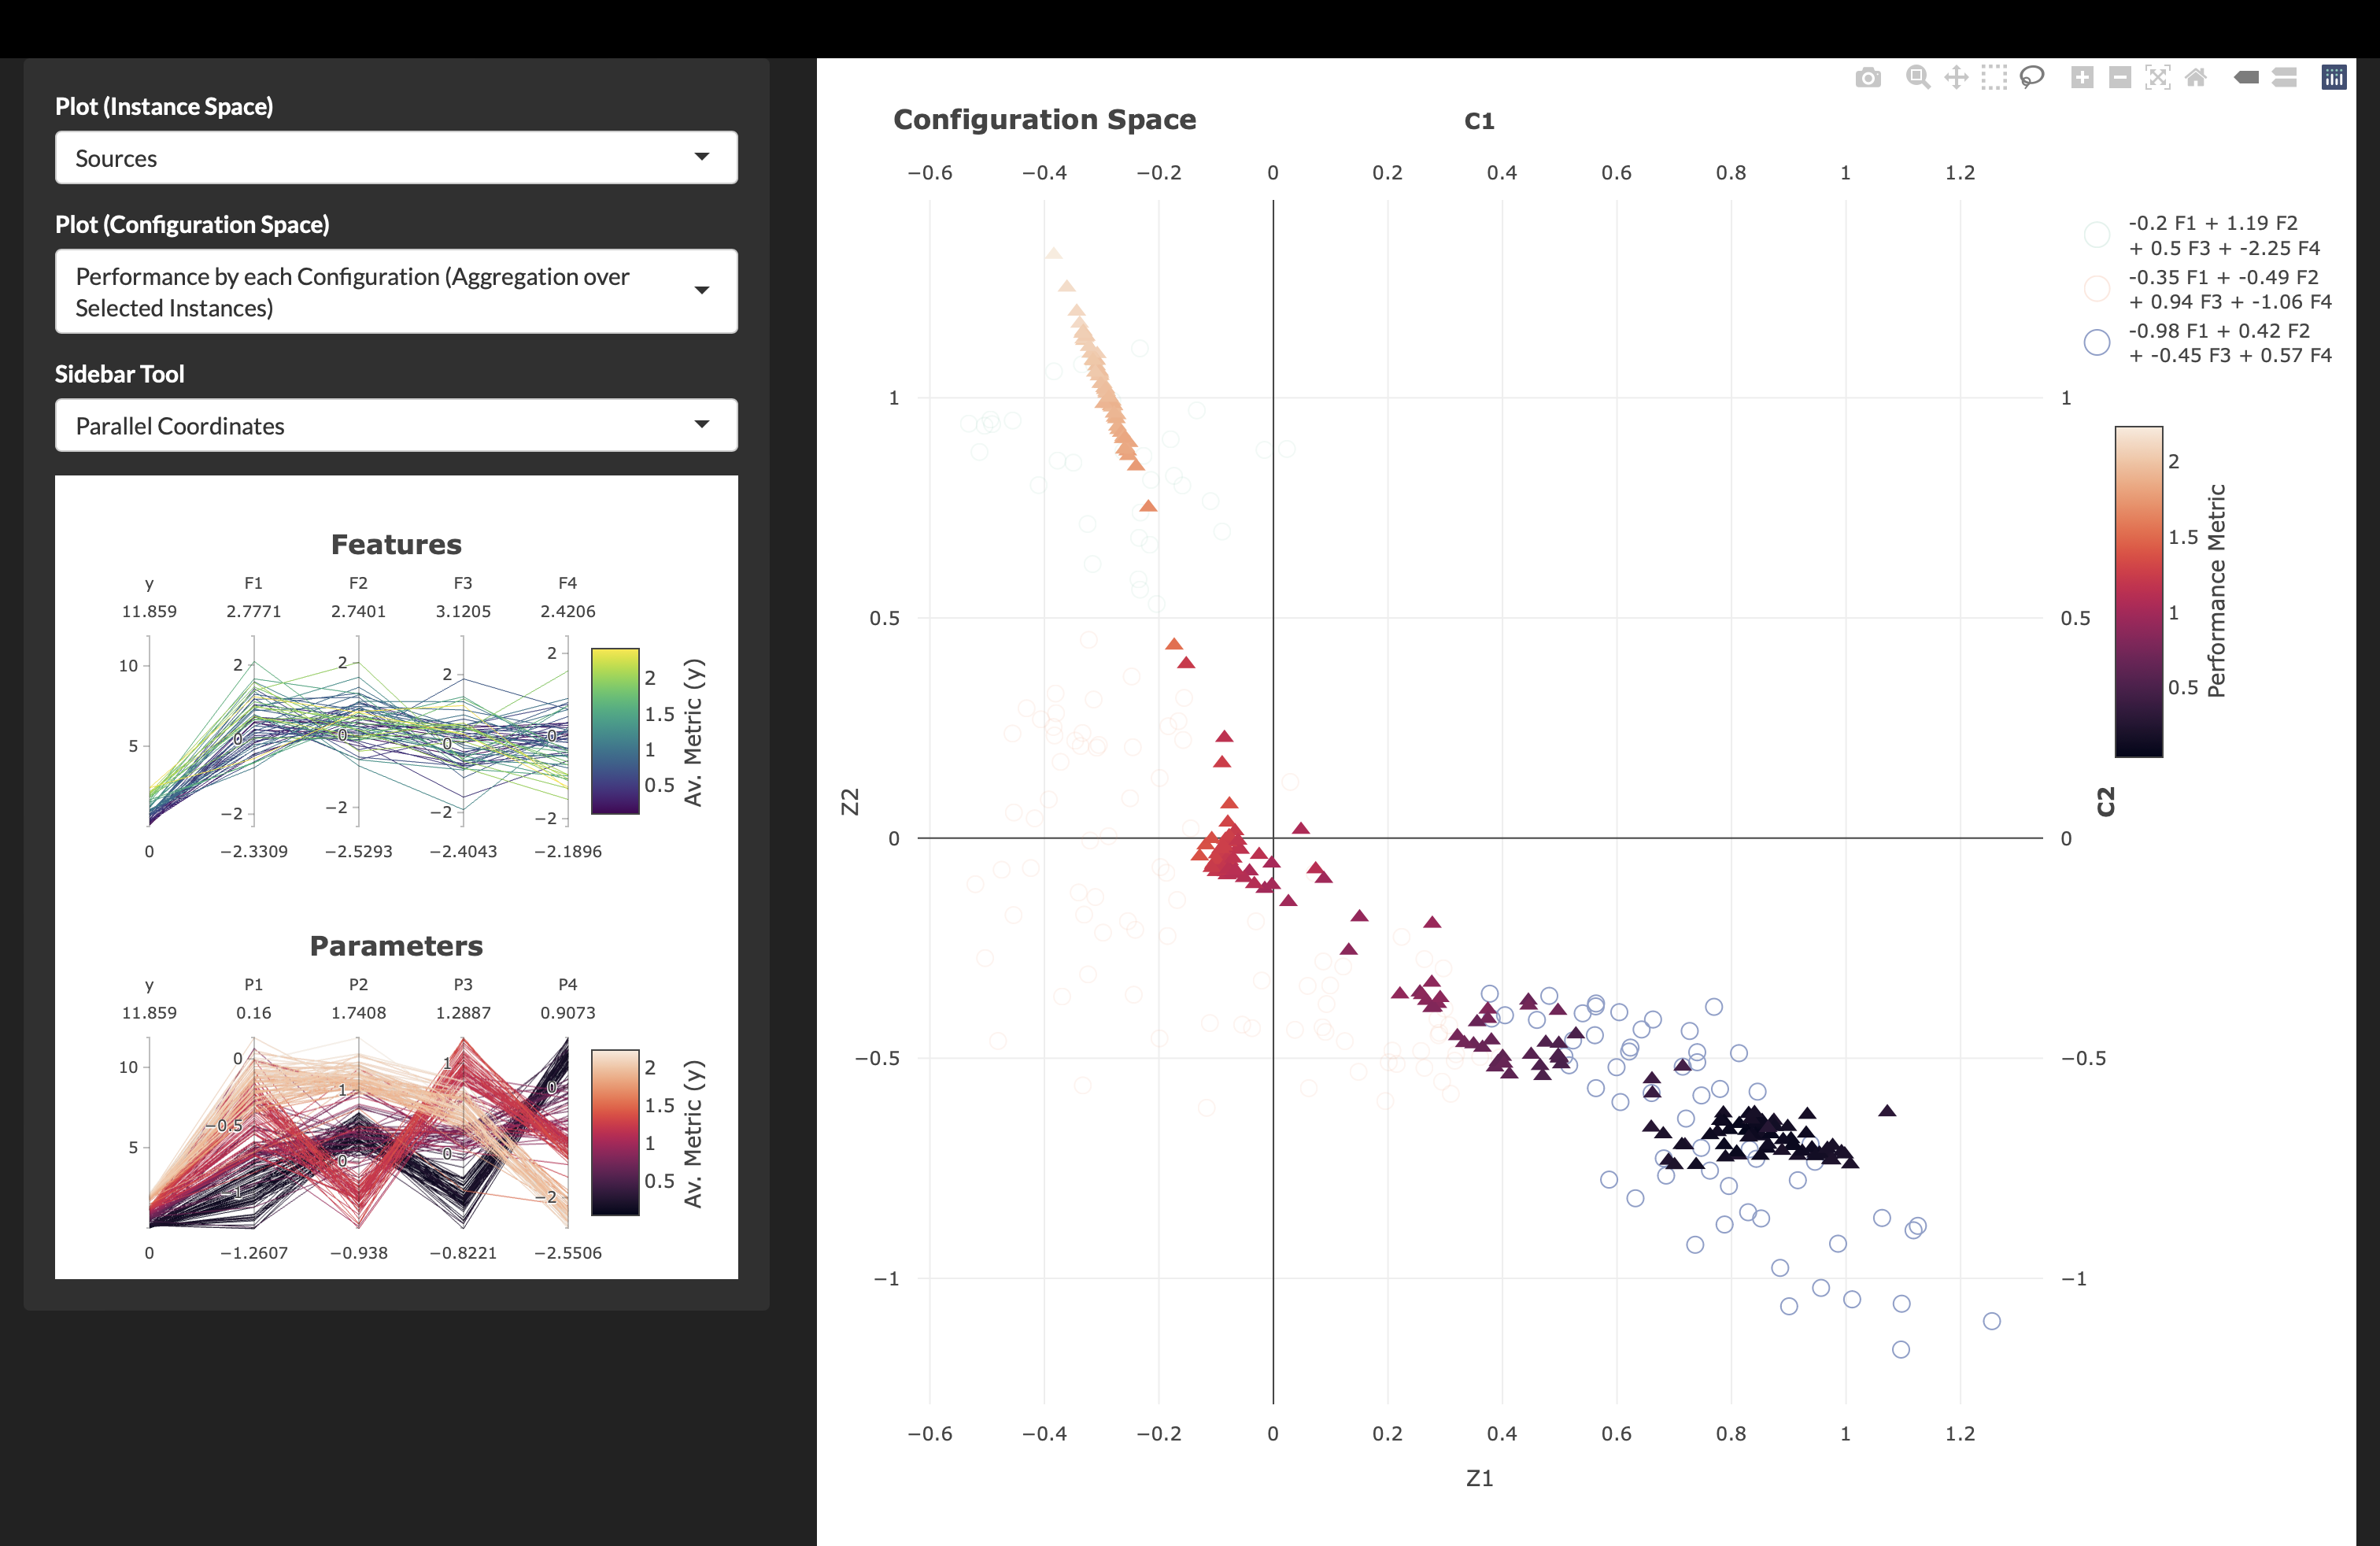 Plot (Instance Space)
Sources
Plot (Configuration Space)
Performance by each Configuration (Aggregation over
Selected Instances)
Sidebar Tool
Parallel Coordinates
Features
y F1 F2 F3 F4
11.859 2.7771 2.7401 3.1205 2.4206
10 2 2 2 2
5 0 0 0 0
−2 −2 −2 −2
0 −2.3309 −2.5293 −2.4043 −2.1896
2
1.5
1
0.5
Av. Metric (y)
Parameters
y P1 P2 P3 P4
11.859 0.16 1.7408 1.2887 0.9073
10 0 1 1 0
5 −0.5 0 0 −2
−1
0 −1.2607 −0.938 −0.8221 −2.5506
2
1.5
1
0.5
Av. Metric (y)
Configuration Space
C1
−0.6 −0.4 −0.2 0 0.2 0.4 0.6 0.8 1 1.2
1
0.5
0
−0.5
−1
Z2
1
0.5
0
−0.5
−1
C2
−0.6 −0.4 −0.2 0 0.2 0.4 0.6 0.8 1 1.2
Z1
-0.2 F1 + 1.19 F2
+ 0.5 F3 + -2.25 F4
-0.35 F1 + -0.49 F2
+ 0.94 F3 + -1.06 F4
-0.98 F1 + 0.42 F2
+ -0.45 F3 + 0.57 F4
2
1.5
1
0.5
Performance Metric